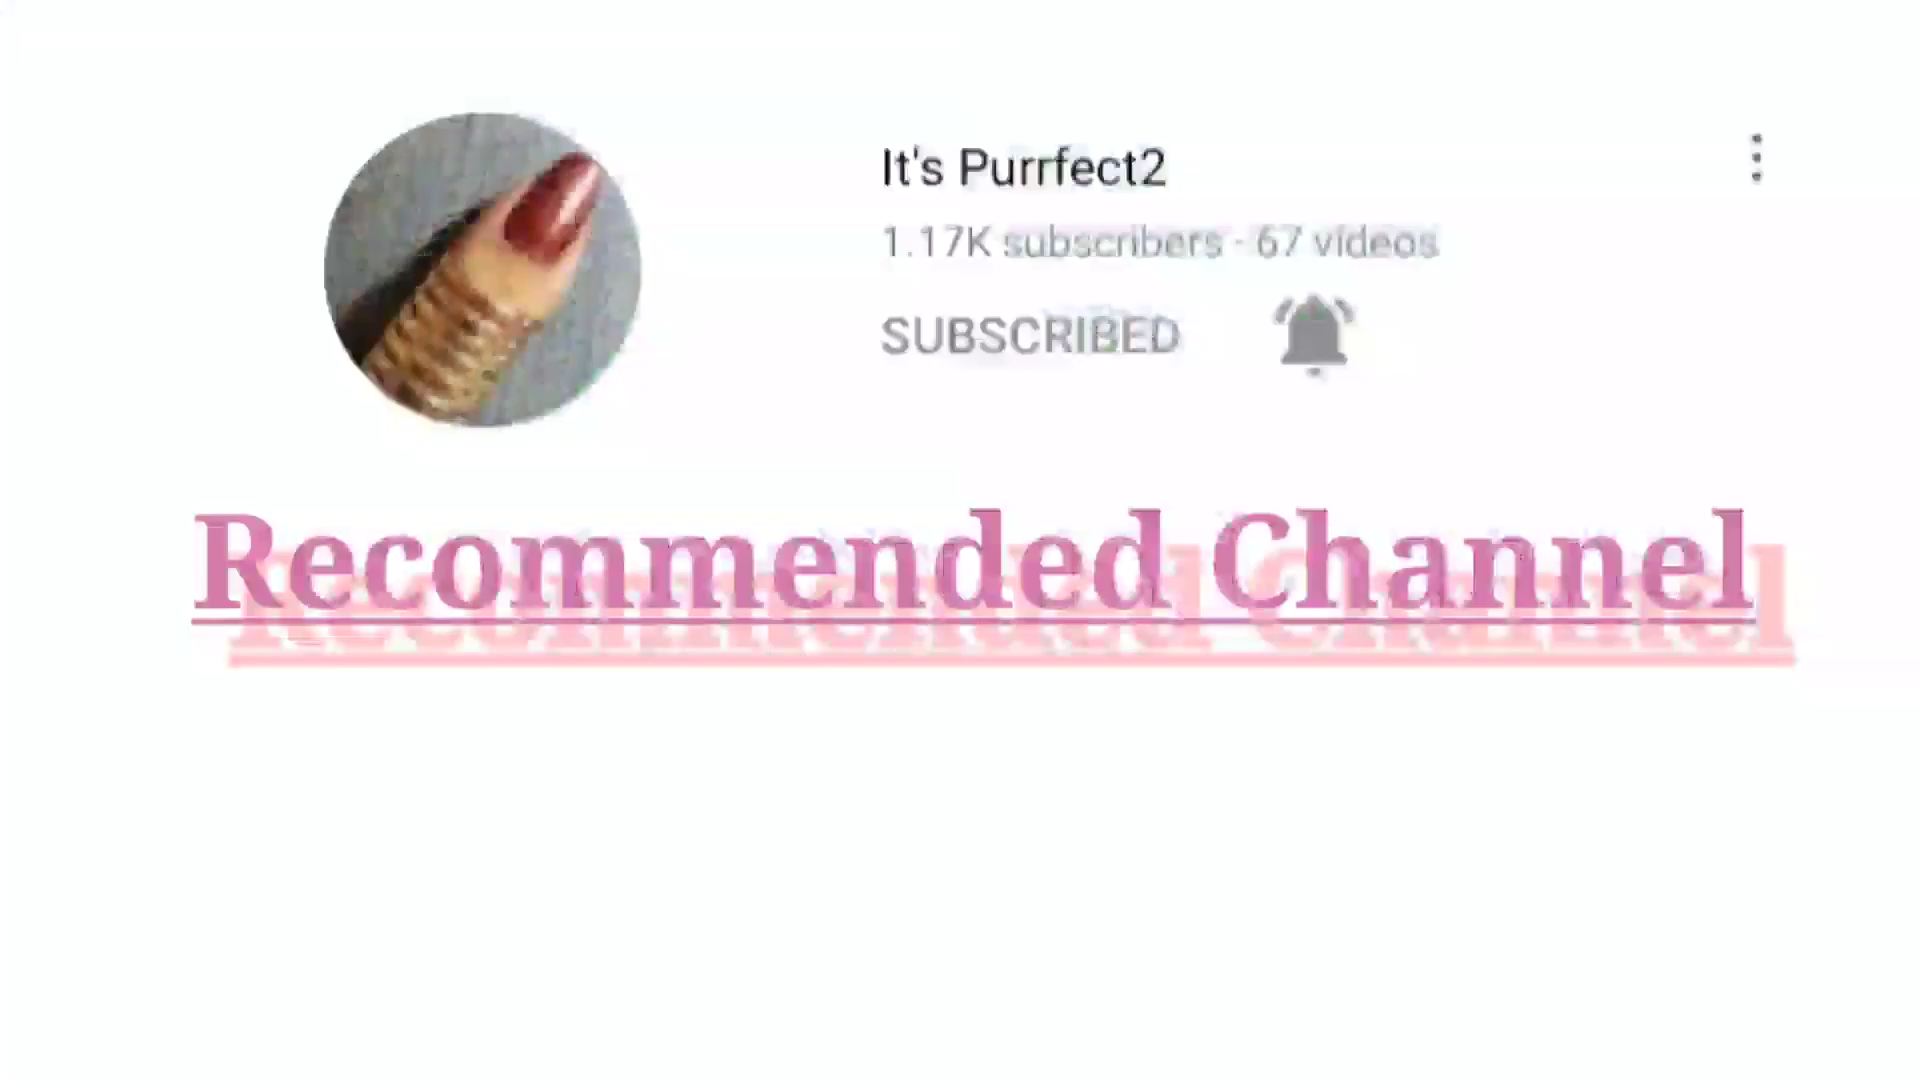 It's Purrfect2
1.17K subscribers · 67 videos
SUBSCRIBED
Recommended Channel